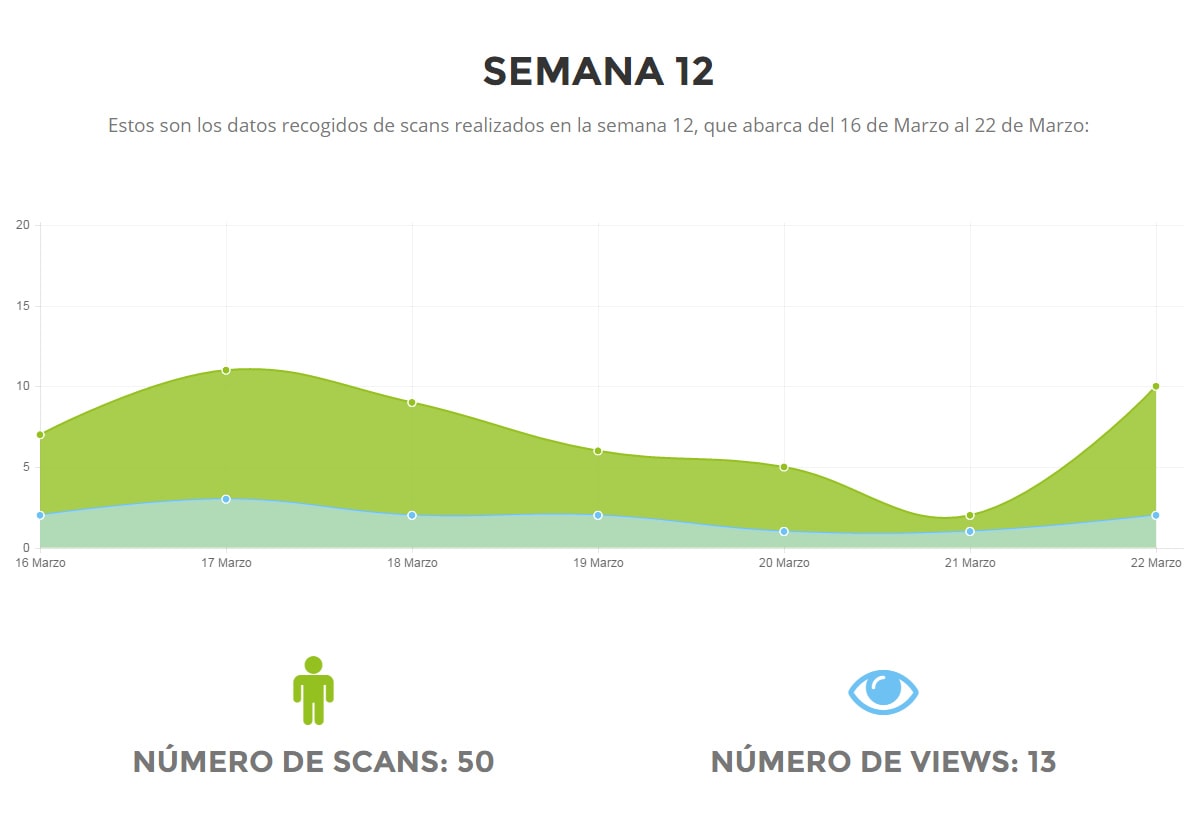 SEMANA 12
Estos son los datos recogidos de scans realizados en la semana 12, que abarca del 16 de Marzo al 22 de Marzo:
20
15
10
5
0
16 Marzo 17 Marzo 18 Marzo 19 Marzo 20 Marzo 21 Marzo 22 Marzo
NÚMERO DE SCANS: 50 NÚMERO DE VIEWS: 13